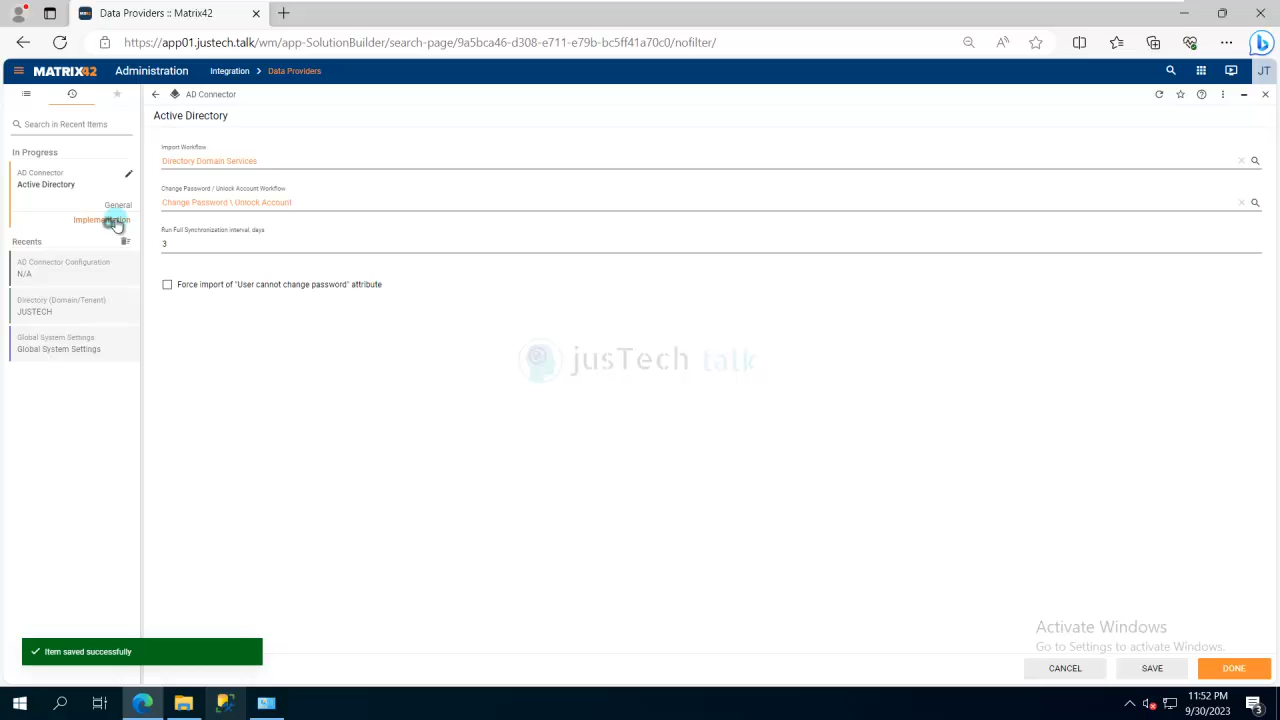 https://app01.justech.talk/wm/app-SolutionBuilder/search-page/9a5bca46-d308-e711-e79b-bc5ff41a70c0/nofilter/
MATRIX42 Administration Integration > Data Providers JT
AD Connector
Search in Recent Items
Active Directory
In Progress
AD Connector
Active Directory
General
Implementation
Recents
AD Connector Configuration
N/A
Directory (Domain/Tenant)
JUSTECH
Global System Settings
Global System Settings
Import Workflow
Directory Domain Services
Change Password / Unlock Account Workflow
Change Password \ Unlock Account
Run Full Synchronization interval, days
3
Force import of "User cannot change password" attribute
jusTech talk
Item saved successfully
Activate Windows
Go to Settings to activate Windows.
CANCEL SAVE DONE
11:52 PM
9/30/2023
3